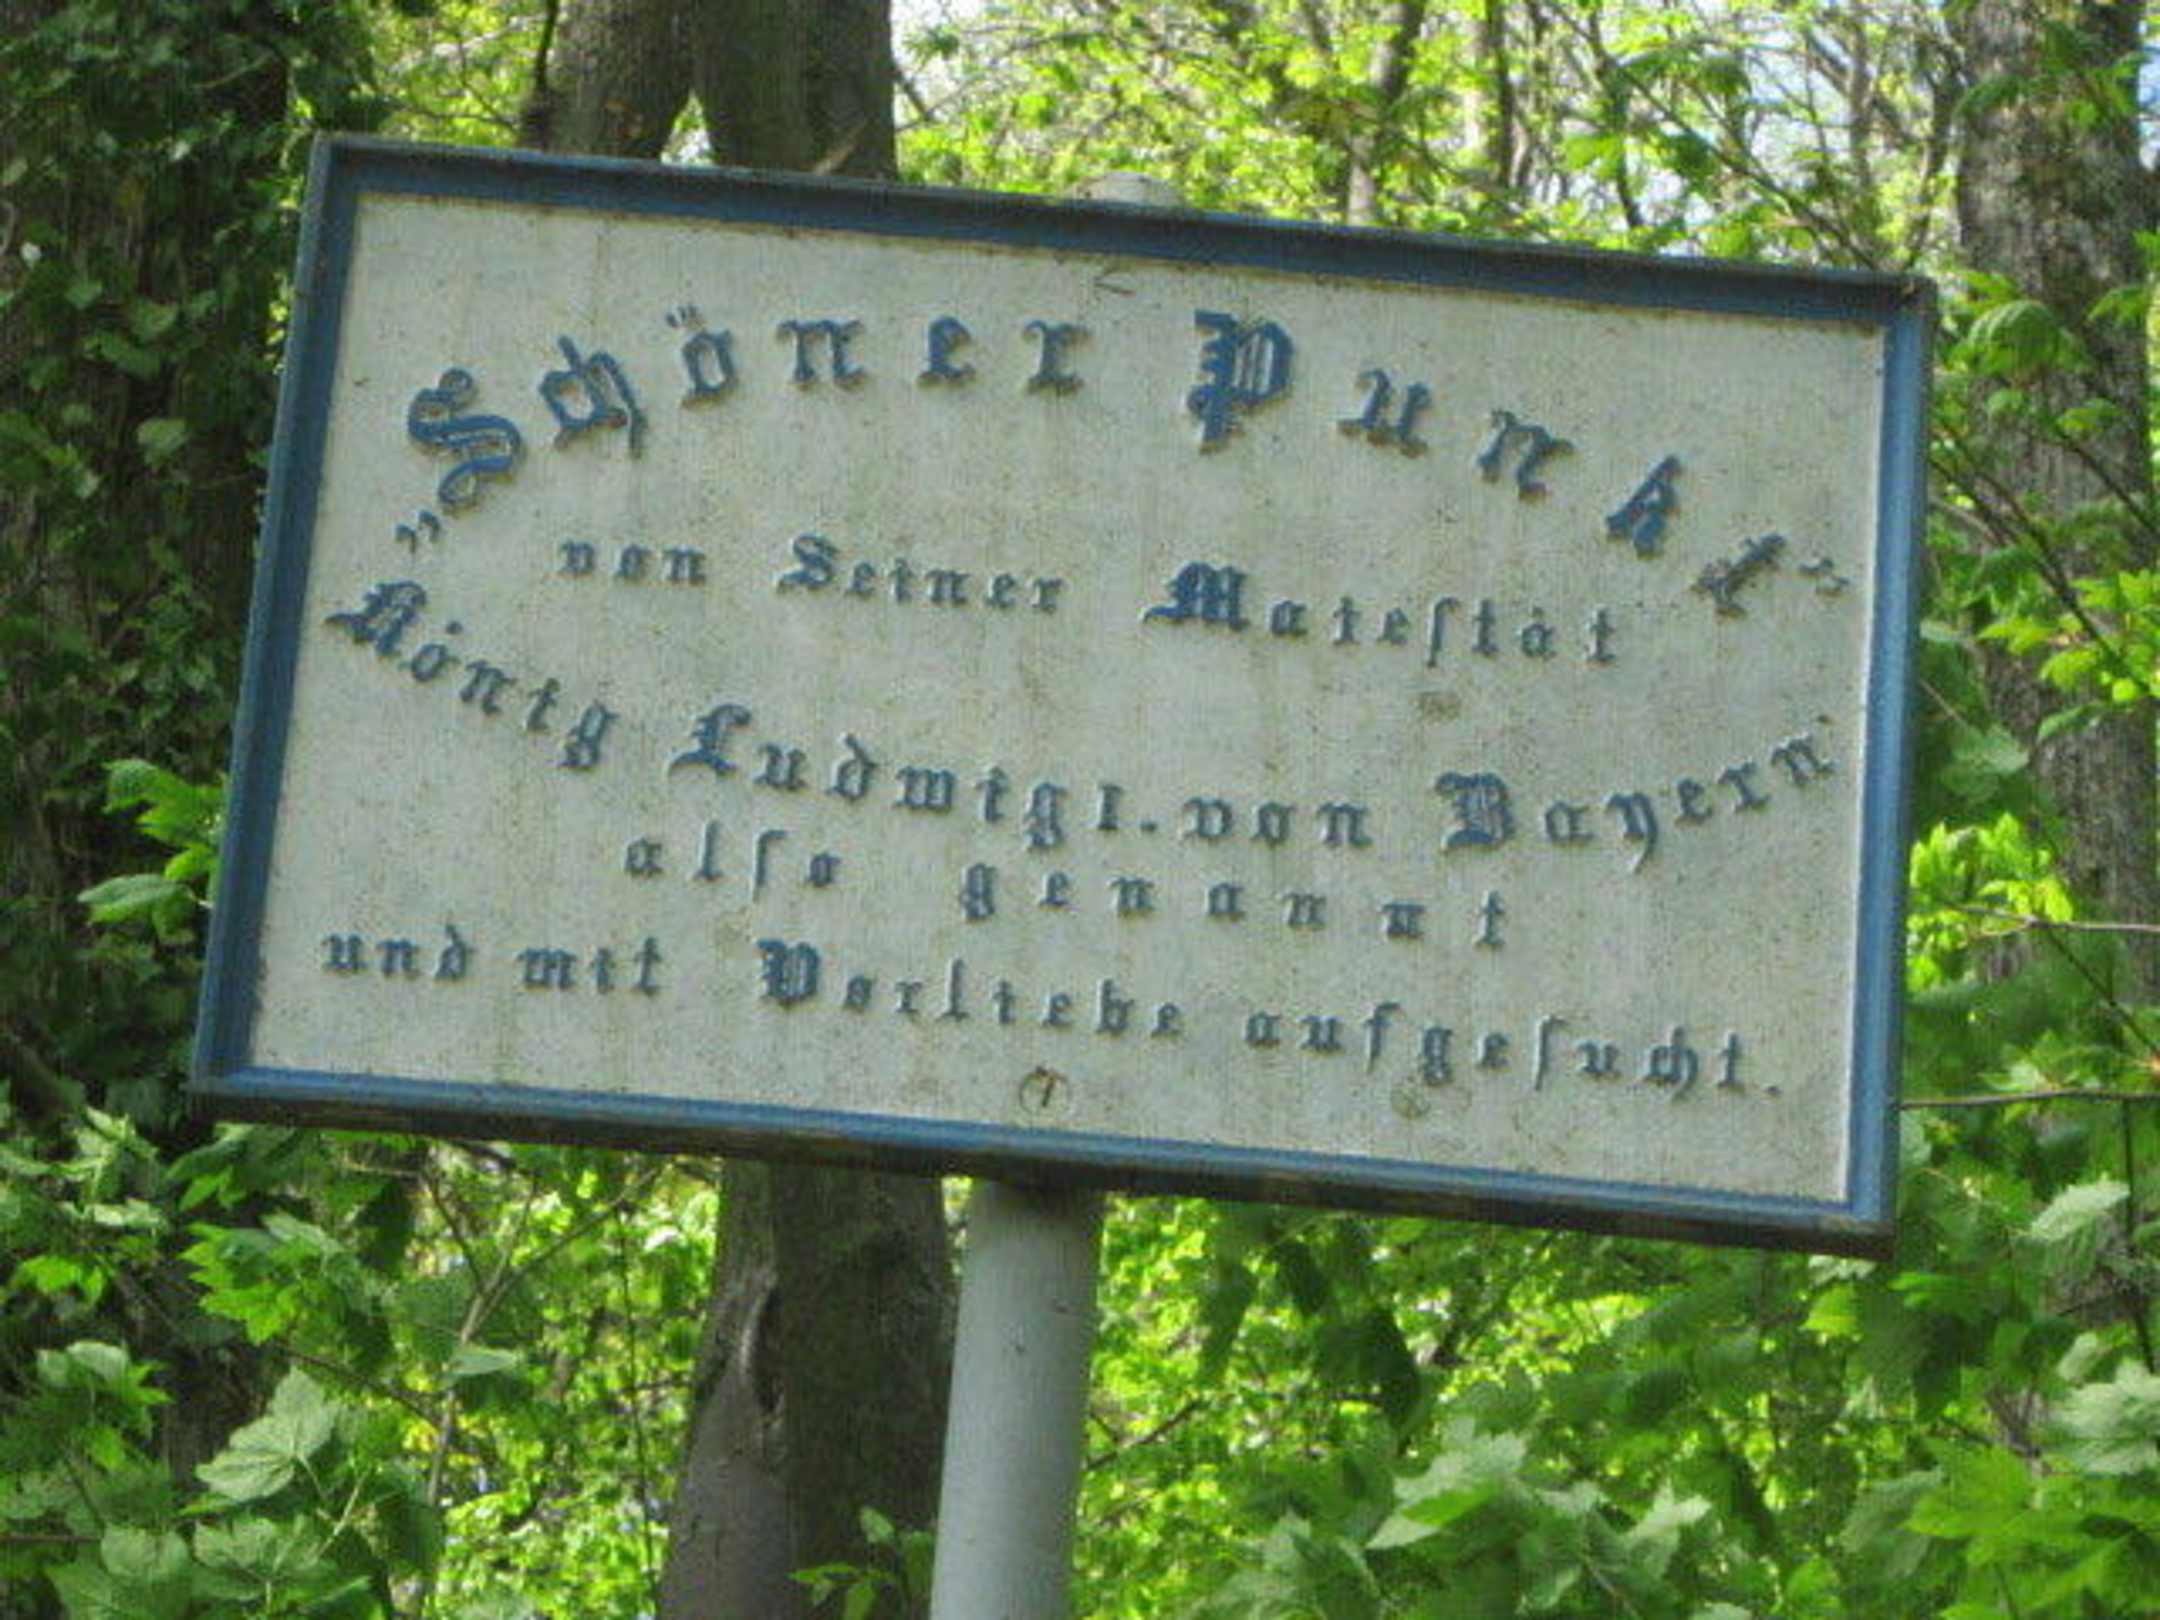 „Schöner Punkt”
von Seiner Majeſtät
König Ludwig I. von Bayern
alſo genannt
und mit Vorliebe aufgeſucht.